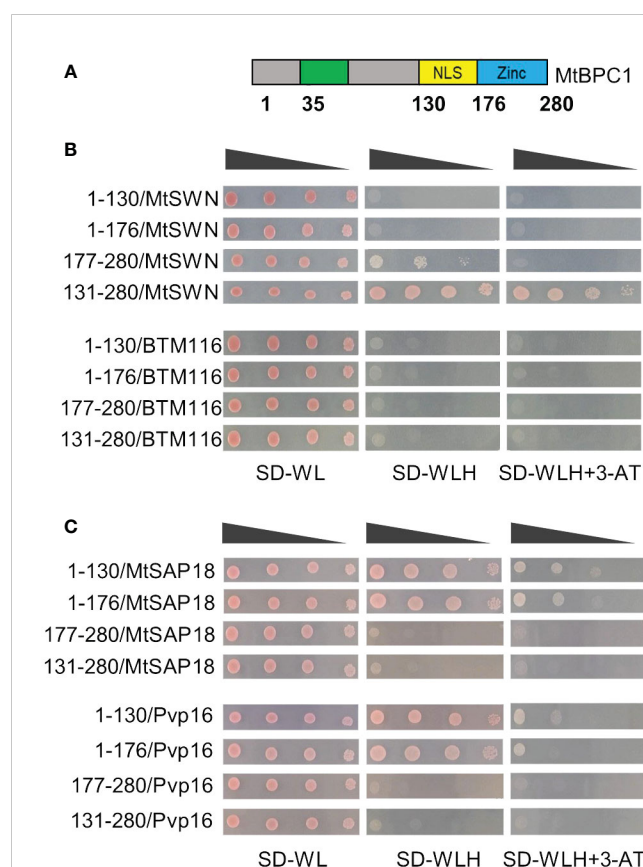 A
NLS Zinc MtBPC1
1 35 130 176 280
B
1-130/MtSWN
1-176/MtSWN
177-280/MtSWN
131-280/MtSWN
1-130/BTM116
1-176/BTM116
177-280/BTM116
131-280/BTM116
SD-WL SD-WLH SD-WLH+3-AT
C
1-130/MtSAP18
1-176/MtSAP18
177-280/MtSAP18
131-280/MtSAP18
1-130/Pvp16
1-176/Pvp16
177-280/Pvp16
131-280/Pvp16
SD-WL SD-WLH SD-WLH+3-AT